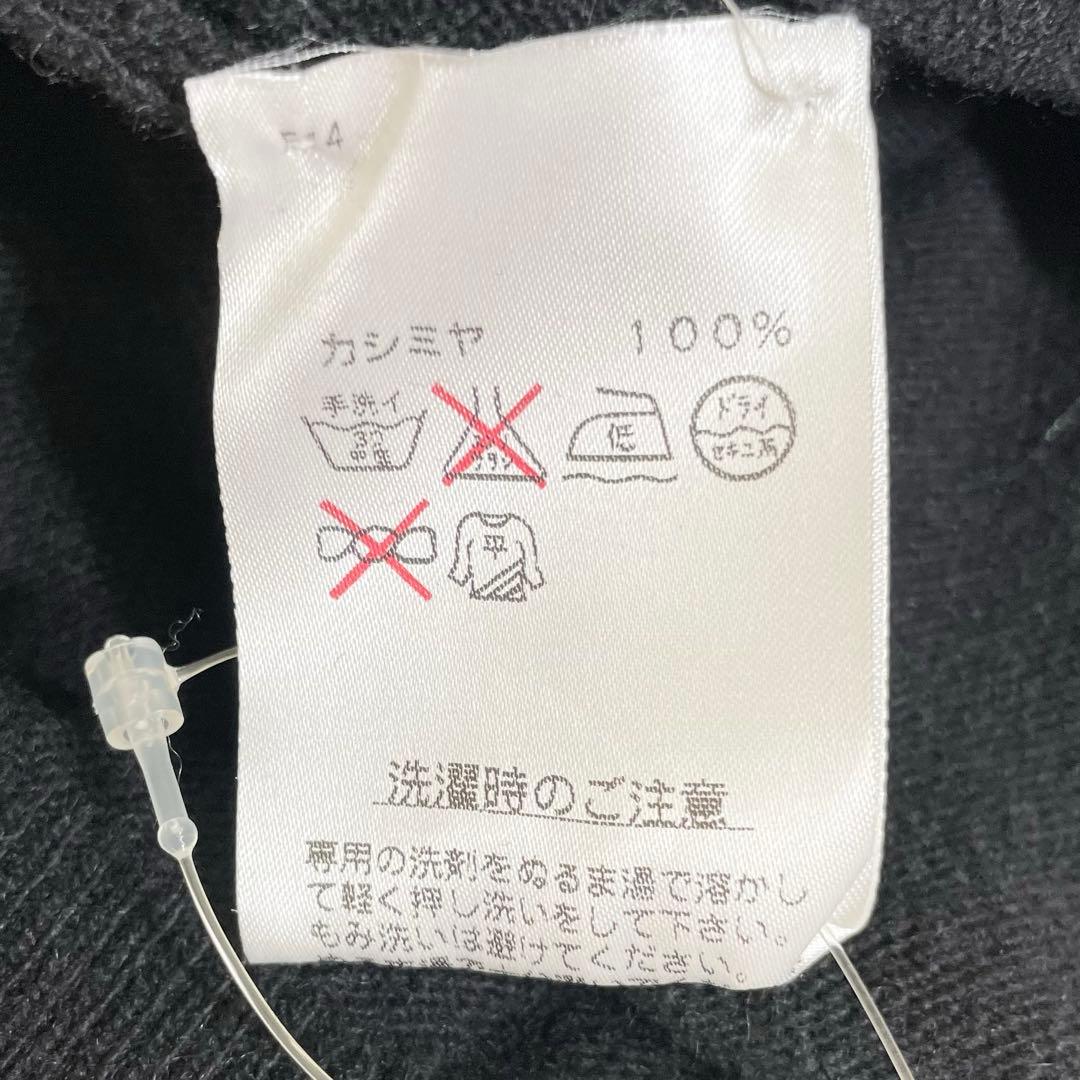 カシミヤ 100%
手洗イ
30
中性
低
ドライ
セキユ系
平
洗濯時のご注意
専用の洗剤をぬるま湯で溶かし
て軽く押し洗いをして下さい。
もみ洗いは避けてください。